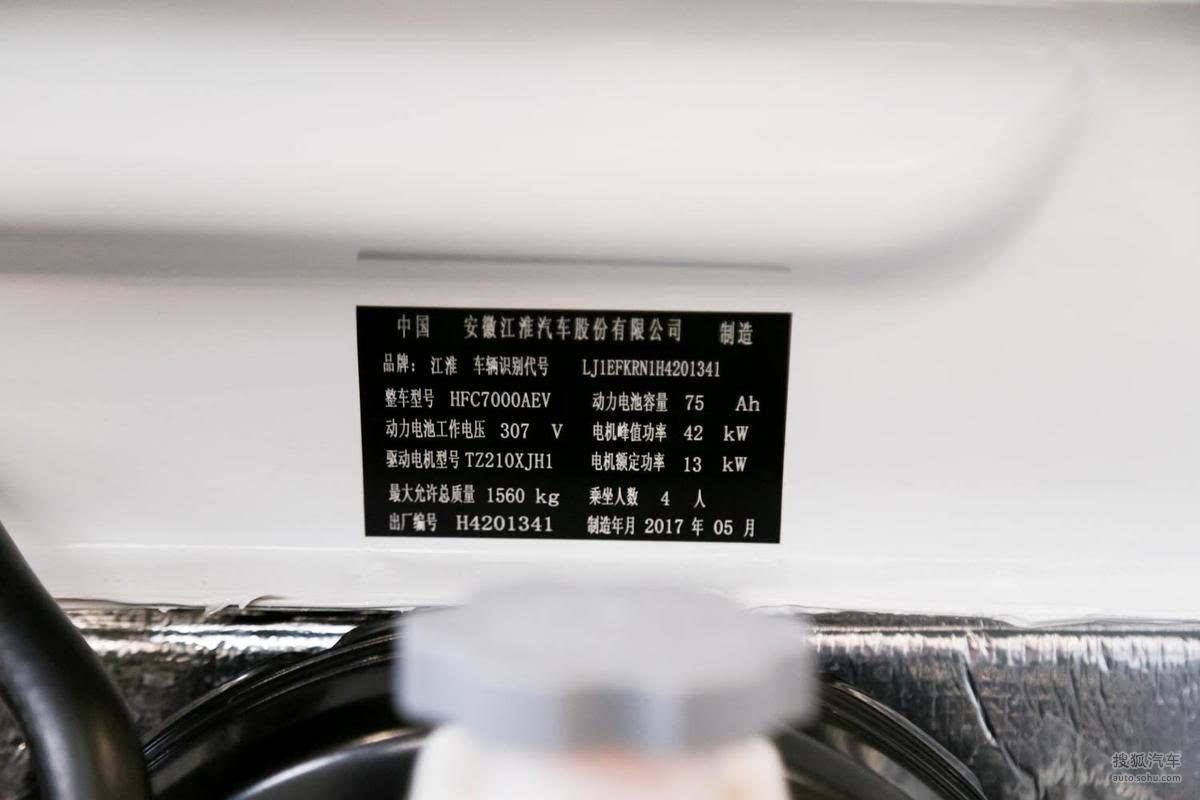 中国 安徽江淮汽车股份有限公司 制造
品牌：江淮 车辆识别代号 LJ1EFKRN1H4201341
整车型号 HFC7000AEV 动力电池容量 75 Ah
动力电池工作电压 307 V 电机峰值功率 42 kW
驱动电机型号 TZ210XJH1 电机额定功率 13 kW
最大允许总质量 1560 kg 乘坐人数 4 人
出厂编号 H4201341 制造年月 2017 年 05 月
搜狐汽车
auto.sohu.com